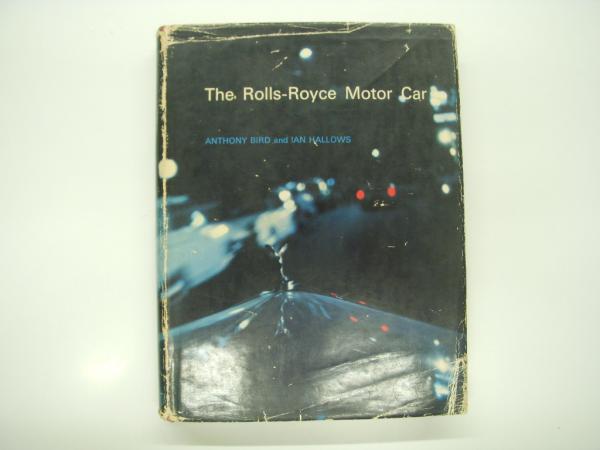 The Rolls-Royce Motor Car
ANTHONY BIRD and IAN HALLOWS